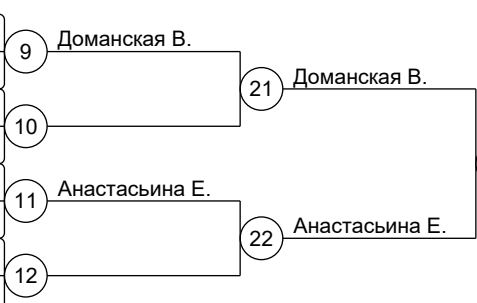 9 Доманская В.
21 Доманская В.
10
11 Анастасьина Е.
22 Анастасьина Е.
12